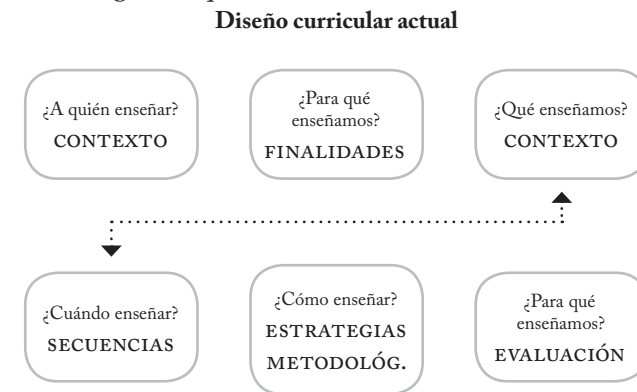 Diseño curricular actual
¿A quién enseñar?
CONTEXTO
¿Para qué
enseñamos?
FINALIDADES
¿Qué enseñamos?
CONTEXTO
¿Cuándo enseñar?
SECUENCIAS
¿Cómo enseñar?
ESTRATEGIAS
METODOLÓG.
¿Para qué
enseñamos?
EVALUACIÓN